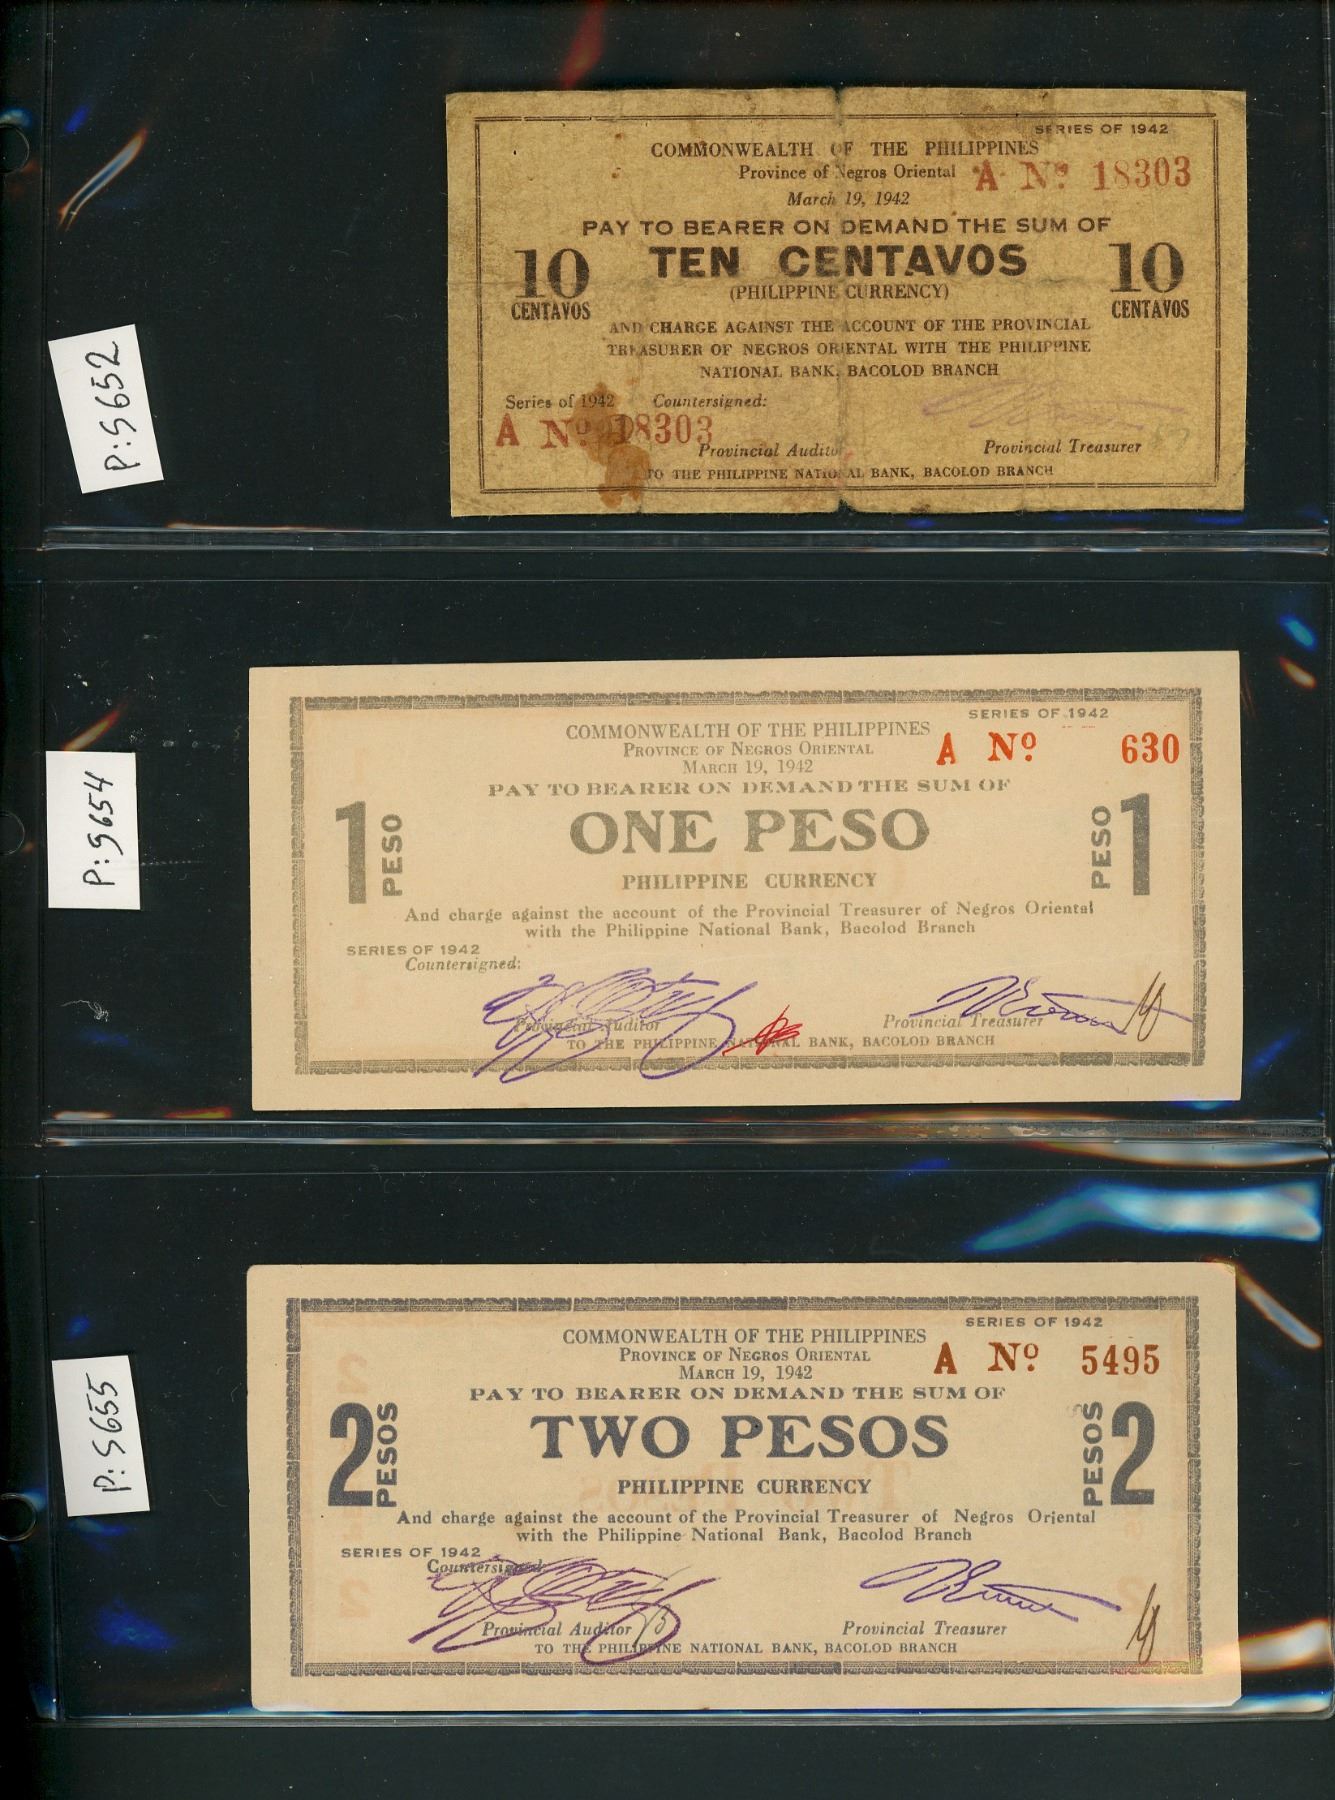 P:S652
SERIES OF 1942
COMMONWEALTH OF THE PHILIPPINES
Province of Negros Oriental
A Nº 18303
March 19, 1942
PAY TO BEARER ON DEMAND THE SUM OF
10 CENTAVOS
TEN CENTAVOS
10 CENTAVOS
(PHILIPPINE CURRENCY)
AND CHARGE AGAINST THE ACCOUNT OF THE PROVINCIAL
TREASURER OF NEGROS ORIENTAL WITH THE PHILIPPINE
NATIONAL BANK, BACOLOD BRANCH
Series of 1942
Countersigned:
A Nº 18303
Provincial Auditor
Provincial Treasurer
TO THE PHILIPPINE NATIONAL BANK, BACOLOD BRANCH
P:S654
SERIES OF 1942
COMMONWEALTH OF THE PHILIPPINES
PROVINCE OF NEGROS ORIENTAL
A Nº 630
MARCH 19, 1942
PAY TO BEARER ON DEMAND THE SUM OF
1 PESO
ONE PESO
PESO 1
PHILIPPINE CURRENCY
And charge against the account of the Provincial Treasurer of Negros Oriental
with the Philippine National Bank, Bacolod Branch
SERIES OF 1942
Countersigned:
Provincial Auditor
Provincial Treasurer
TO THE PHILIPPINE NATIONAL BANK, BACOLOD BRANCH
P:S655
SERIES OF 1942
COMMONWEALTH OF THE PHILIPPINES
PROVINCE OF NEGROS ORIENTAL
A Nº 5495
MARCH 19, 1942
PAY TO BEARER ON DEMAND THE SUM OF
2 PESOS
TWO PESOS
PESOS 2
PHILIPPINE CURRENCY
And charge against the account of the Provincial Treasurer of Negros Oriental
with the Philippine National Bank, Bacolod Branch
SERIES OF 1942
Countersigned:
Provincial Auditor
Provincial Treasurer
TO THE PHILIPPINE NATIONAL BANK, BACOLOD BRANCH